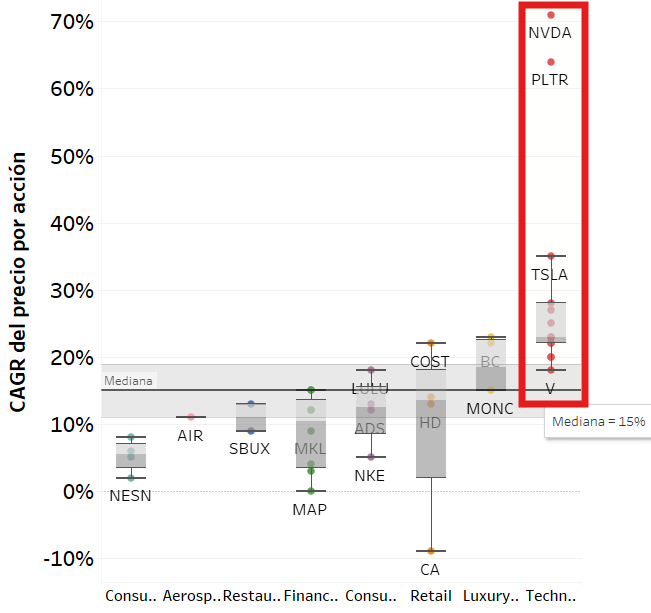 CAGR del precio por acción
70%
60%
50%
40%
30%
20%
10%
0%
-10%
NVDA
PLTR
TSLA
V
COST
BC
Mediana
LULU
MONC
HD
ADS
AIR
SBUX
MKL
NKE
NESN
MAP
CA
Mediana = 15%
Consu.. Aerosp.. Restau.. Financ.. Consu.. Retail Luxury.. Techn..